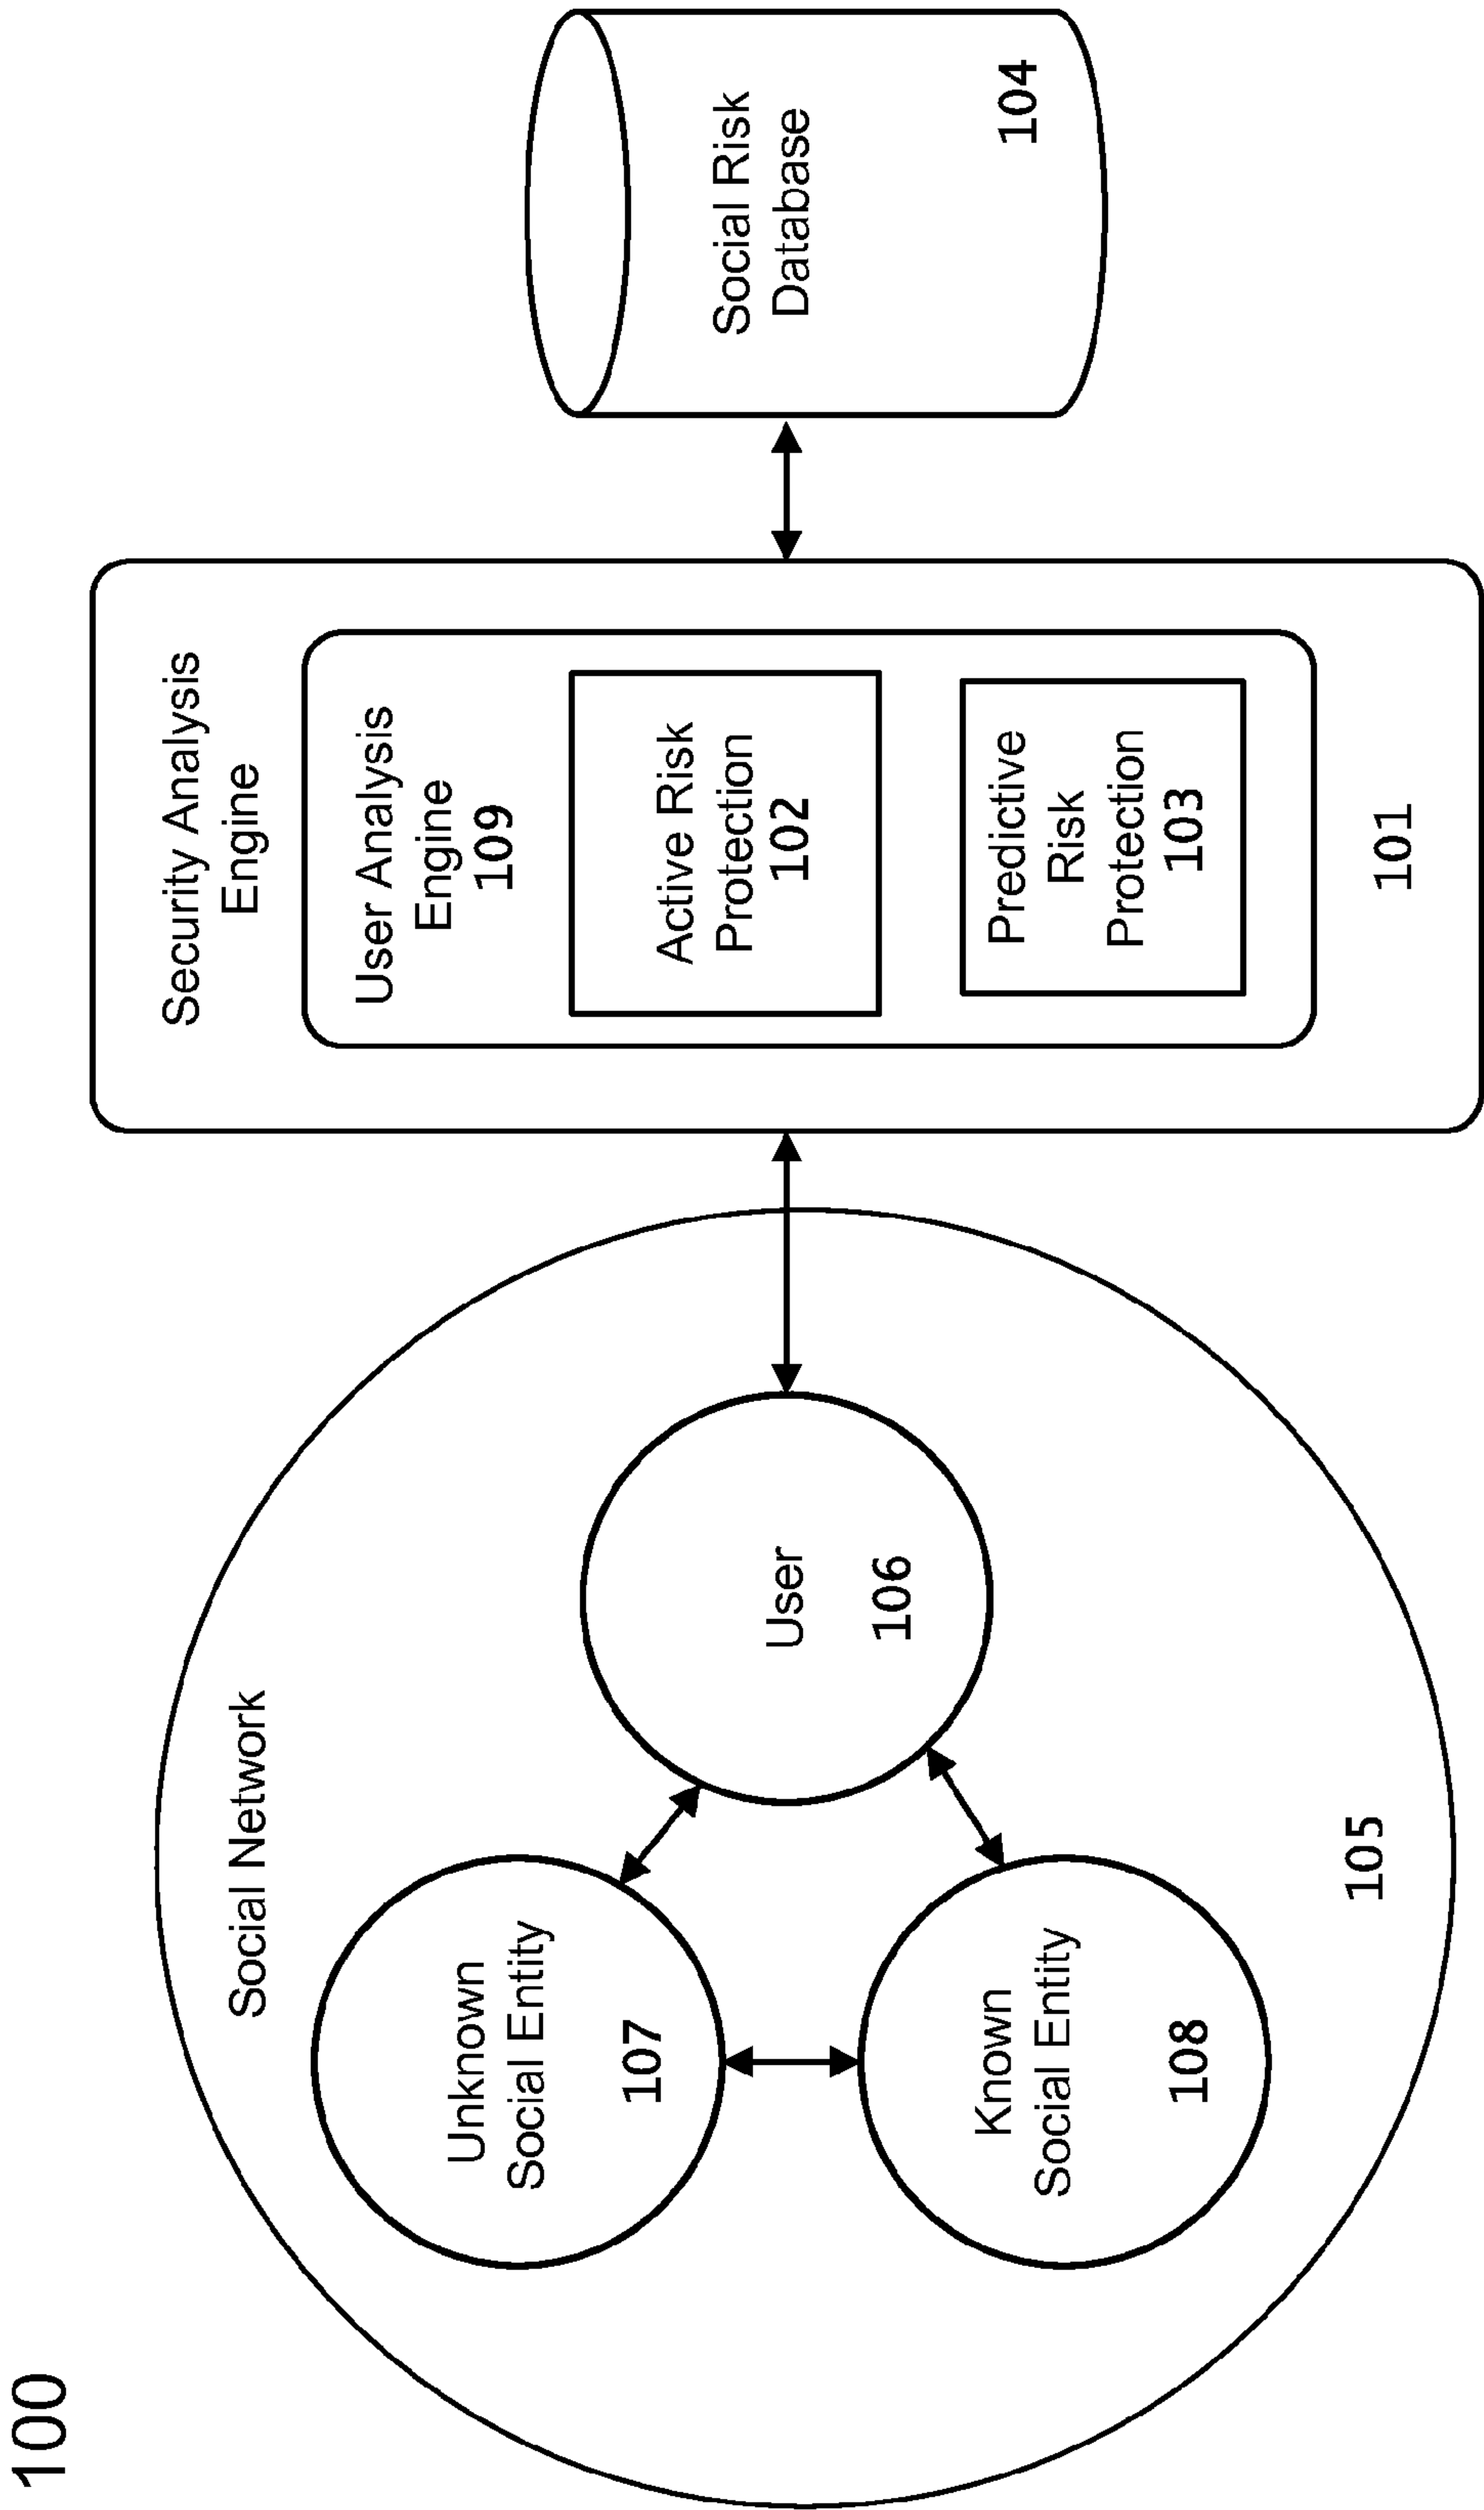 100
Social Network
Unknown
Social Entity
107
Known
Social Entity
108
User
106
105
Security Analysis
Engine
User Analysis
Engine
109
Active Risk
Protection
102
Predictive
Risk
Protection
103
101
Social Risk
Database
104